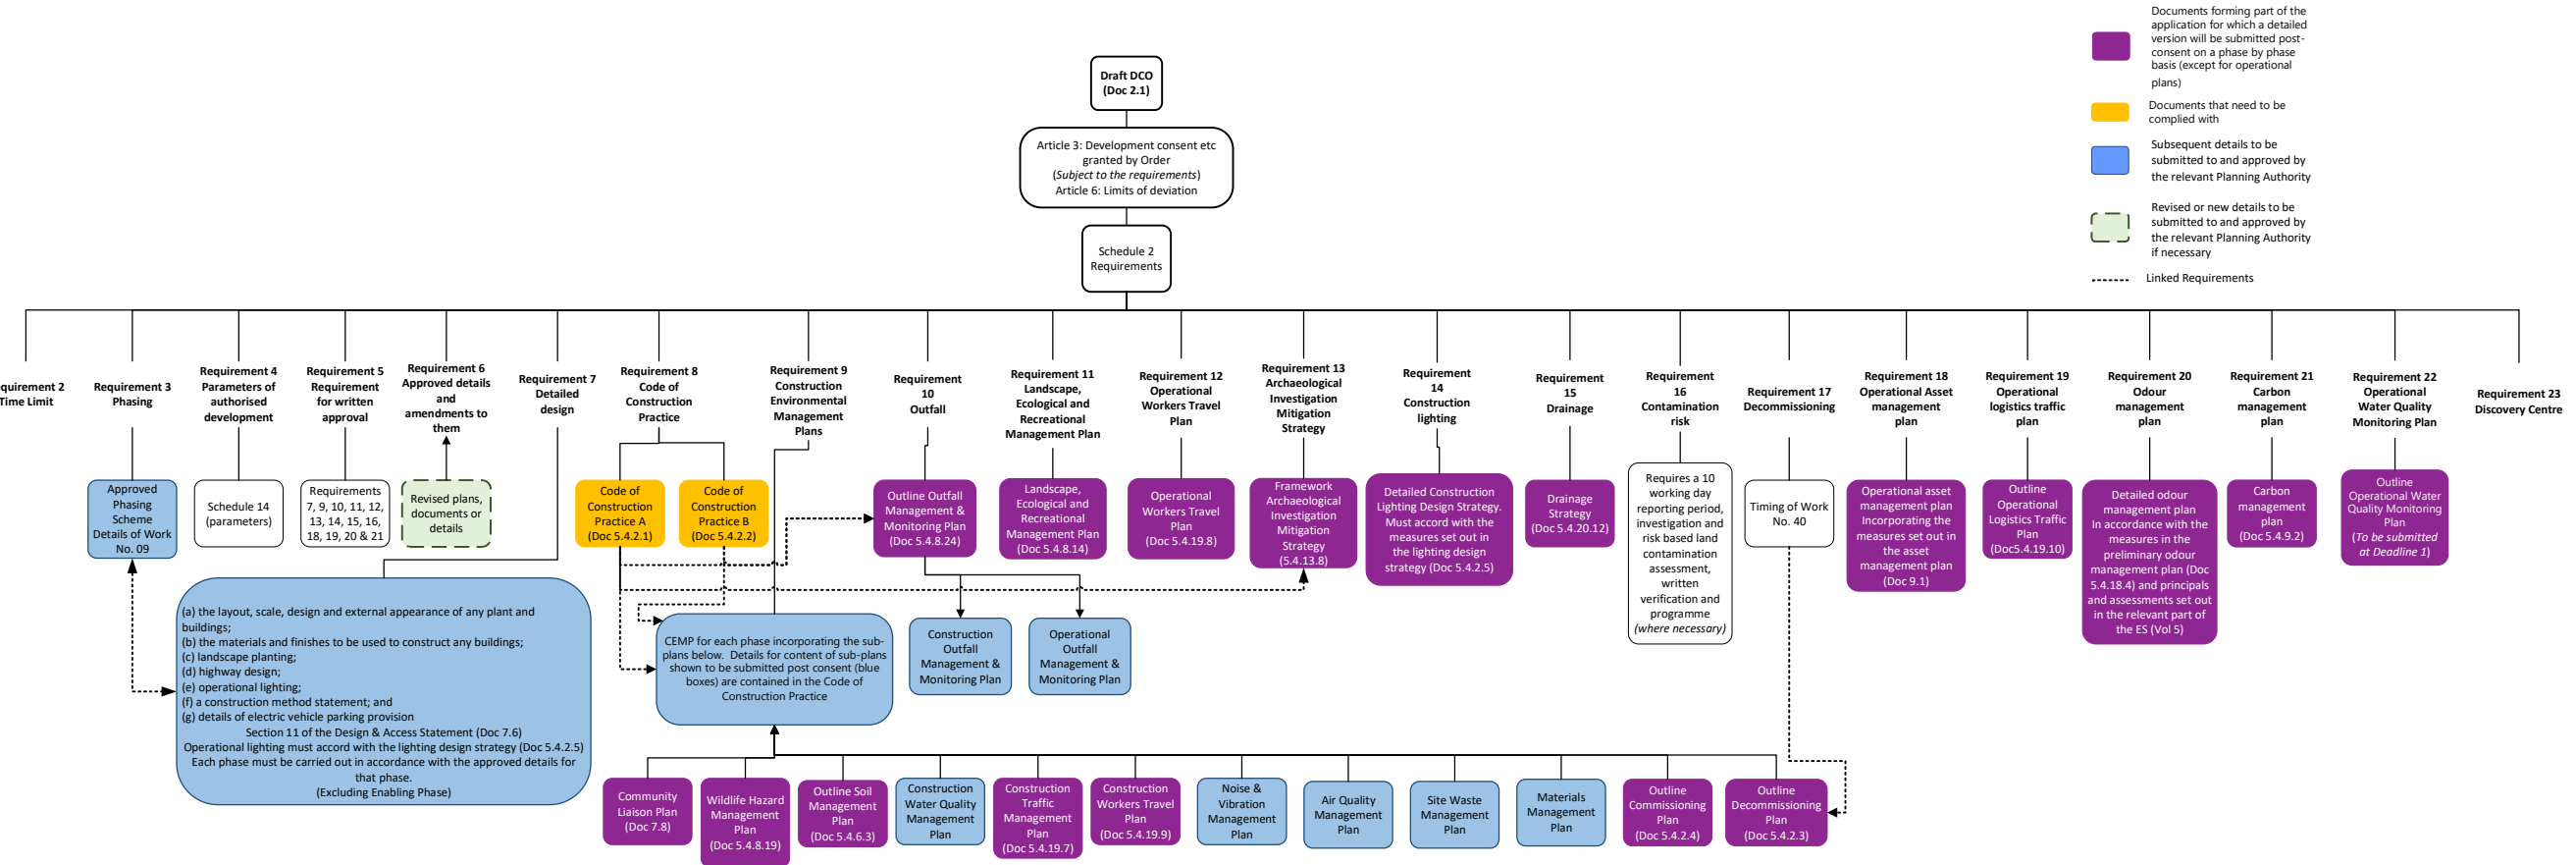 Documents forming part of the
application for which a detailed
version will be submitted post-
consent on a phase by phase
basis (except for operational
plans)
Documents that need to be
complied with
Subsequent details to be
submitted to and approved by
the relevant Planning Authority
Revised or new details to be
submitted to and approved by
the relevant Planning Authority
if necessary
Linked Requirements
Draft DCO
(Doc 2.1)
Article 3: Development consent etc
granted by Order
(Subject to the requirements)
Article 6: Limits of deviation
Schedule 2
Requirements
equirement 2
Time Limit
Requirement 3
Phasing
Requirement 4
Parameters of
authorised
development
Requirement 5
Requirement
for written
approval
Requirement 6
Approved details
and
amendments to
them
Requirement 7
Detailed
design
Requirement 8
Code of
Construction
Practice
Requirement 9
Construction
Environmental
Management
Plans
Requirement
10
Outfall
Requirement 11
Landscape,
Ecological and
Recreational
Management Plan
Requirement 12
Operational
Workers Travel
Plan
Requirement 13
Archaeological
Investigation
Mitigation
Strategy
Requirement
14
Construction
lighting
Requirement
15
Drainage
Requirement
16
Contamination
risk
Requirement 17
Decommissioning
Requirement 18
Operational Asset
management
plan
Requirement 19
Operational
logistics traffic
plan
Requirement 20
Odour
management
plan
Requirement 21
Carbon
management
plan
Requirement 22
Operational
Water Quality
Monitoring Plan
Requirement 23
Discovery Centre
Approved
Phasing
Scheme
Details of Work
No. 09
Schedule 14
(parameters)
Requirements
7, 9, 10, 11, 12,
13, 14, 15, 16,
18, 19, 20 & 21
Revised plans,
documents or
details
Code of
Construction
Practice A
(Doc 5.4.2.1)
Code of
Construction
Practice B
(Doc 5.4.2.2)
Outline Outfall
Management &
Monitoring Plan
(Doc 5.4.8.24)
Landscape,
Ecological and
Recreational
Management Plan
(Doc 5.4.8.14)
Operational
Workers Travel
Plan
(Doc 5.4.19.8)
Framework
Archaeological
Investigation
Mitigation
Strategy
(5.4.13.8)
Detailed Construction
Lighting Design Strategy.
Must accord with the
measures set out in
the lighting design
strategy (Doc 5.4.2.5)
Drainage
Strategy
(Doc 5.4.20.12)
Requires a 10
working day
reporting period,
investigation and
risk based land
contamination
assessment,
written
verification and
programme
(where necessary)
Timing of Work
No. 40
Operational asset
management plan
Incorporating the
measures set out in
the asset
management plan
(Doc 9.1)
Outline
Operational
Logistics Traffic
Plan
(Doc5.4.19.10)
Detailed odour
management plan
In accordance with the
measures in the
preliminary odour
management plan (Doc
5.4.18.4) and principals
and assessments set out
in the relevant part of
the ES (Vol 5)
Carbon
management
plan
(Doc 5.4.9.2)
Outline
Operational Water
Quality Monitoring
Plan
(To be submitted
at Deadline 1)
(a) the layout, scale, design and external appearance of any plant and
buildings;
(b) the materials and finishes to be used to construct any buildings;
(c) landscape planting;
(d) highway design;
(e) operational lighting;
(f) a construction method statement; and
(g) details of electric vehicle parking provision
Section 11 of the Design & Access Statement (Doc 7.6)
Operational lighting must accord with the lighting design strategy (Doc 5.4.2.5)
Each phase must be carried out in accordance with the approved details for
that phase.
(Excluding Enabling Phase)
CEMP for each phase incorporating the sub-
plans below. Details for content of sub-plans
shown to be submitted post consent (blue
boxes) are contained in the Code of
Construction Practice
Construction
Outfall
Management &
Monitoring Plan
Operational
Outfall
Management &
Monitoring Plan
Community
Liaison Plan
(Doc 7.8)
Wildlife Hazard
Management
Plan
(Doc 5.4.8.19)
Outline Soil
Management
Plan
(Doc 5.4.6.3)
Construction
Water Quality
Management
Plan
Construction
Traffic
Management
Plan
(Doc 5.4.19.7)
Construction
Workers Travel
Plan
(Doc 5.4.19.9)
Noise &
Vibration
Management
Plan
Air Quality
Management
Plan
Site Waste
Management
Plan
Materials
Management
Plan
Outline
Commissioning
Plan
(Doc 5.4.2.4)
Outline
Decommissioning
Plan
(Doc 5.4.2.3)